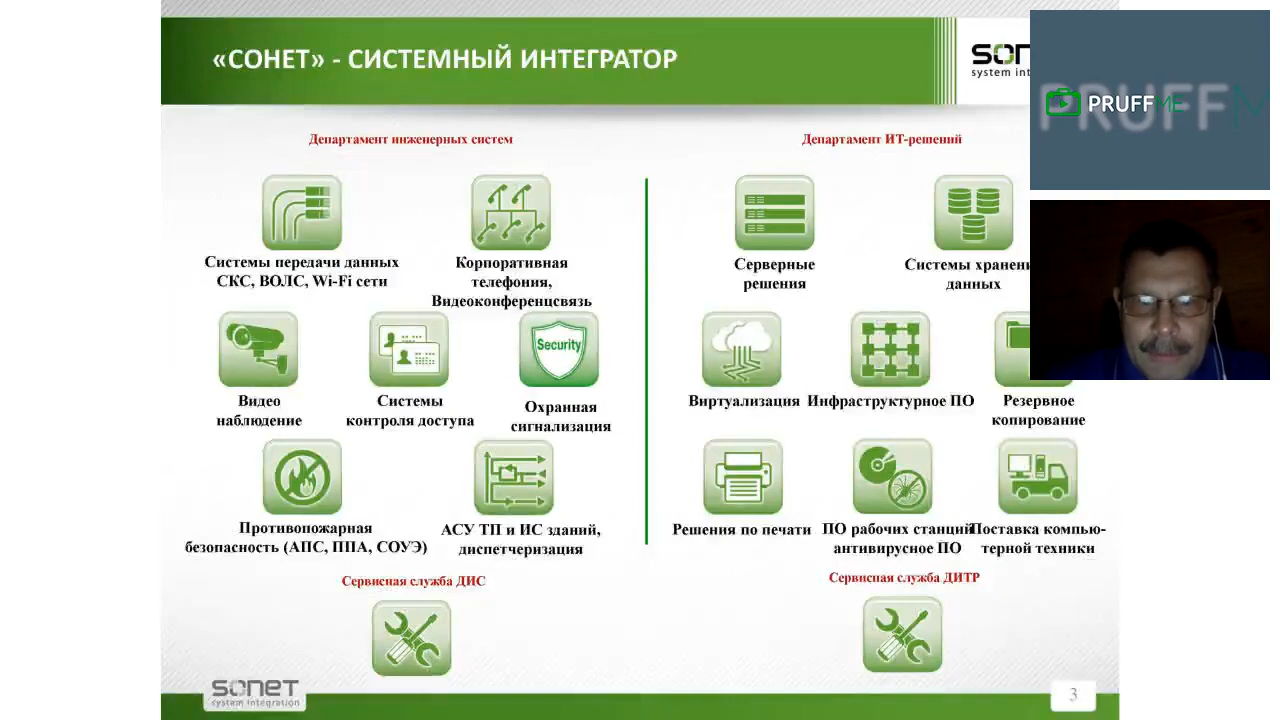 «СОНЕТ» - СИСТЕМНЫЙ ИНТЕГРАТОР
system
PRUFFME
Департамент инженерных систем
Департамент ИТ-решений
Системы передачи данных
СКС, ВОЛС, Wi-Fi сети
Корпоративная
телефония,
Видеоконференцсвязь
Серверные
решения
Системы
данных
Security
Видео
наблюдение
Системы
контроля доступа
Охранная
сигнализация
Виртуализация
Инфраструктурное ПО
Резервное
копирование
Противопожарная
безопасность (АПС, ППА, СОУЭ)
АСУ ТП и ИС зданий,
диспетчеризация
Решения по печати
ПО рабочих станций
антивирусное ПО
Поставка компью-
терной техники
Сервисная служба ДИС
Сервисная служба ДИТР
sonet
system integration
3